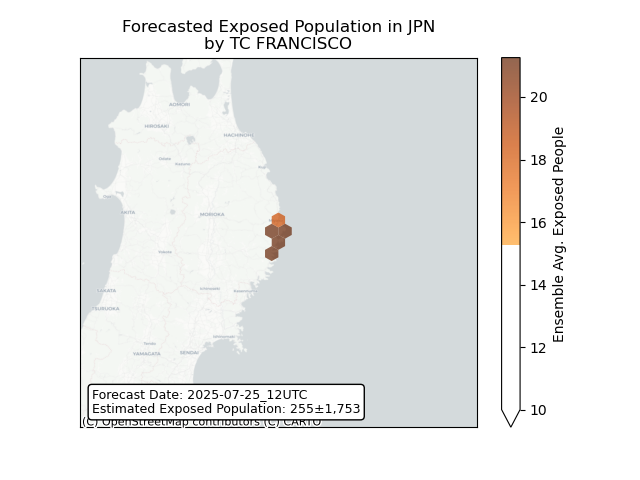 Forecasted Exposed Population in JPN
by TC FRANCISCO
AOMORI
HIROSAKI
HACHINOHE
AKITA
MORIOKA
SAKATA
TSURUOKA
YAMAGATA
SENDAI
20
18
16
14
12
10
Ensemble Avg. Exposed People
Forecast Date: 2025-07-25_12UTC
Estimated Exposed Population: 255±1,753
(C) OpenStreetMap contributors (C) CARTO